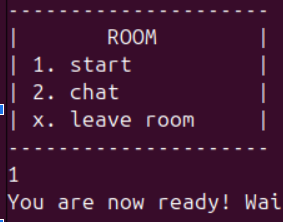 ---------------------
|       ROOM        |
| 1. start          |
| 2. chat           |
| x. leave room     |
---------------------
1
You are now ready! Wai